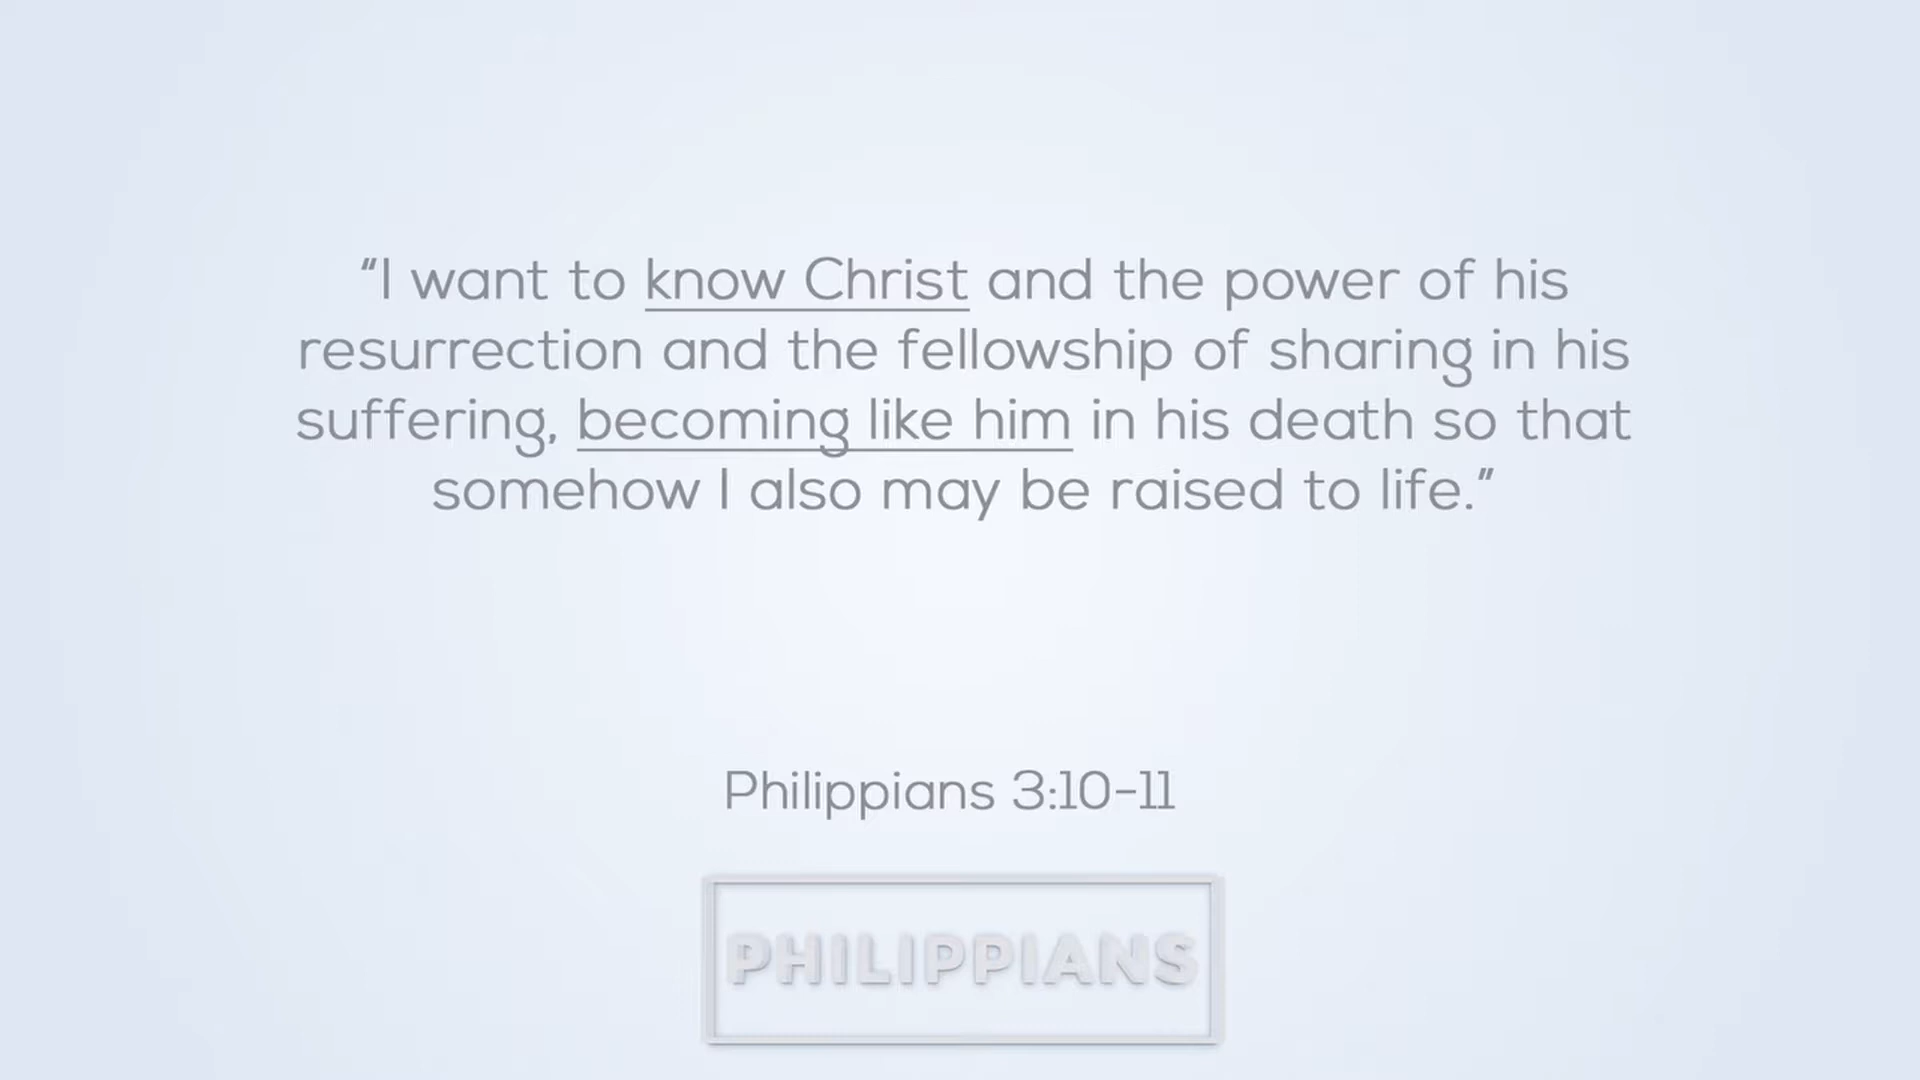 “I want to know Christ and the power of his
resurrection and the fellowship of sharing in his
suffering, becoming like him in his death so that
somehow I also may be raised to life.”
Philippians 3:10-11
PHILIPPIANS